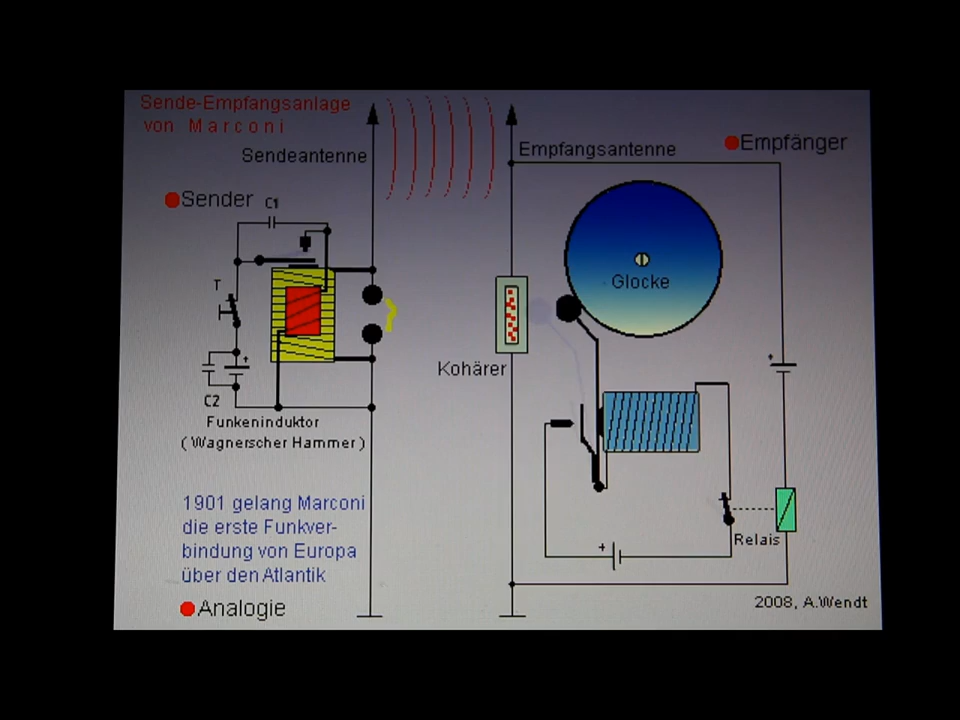 Sende-Empfangsanlage
von Marconi
Sendeantenne
Empfangsantenne
Empfänger
Sender
C1
Glocke
T
Kohärer
+
+
C2
Funkeninduktor
( Wagnerscher Hammer )
1901 gelang Marconi
die erste Funkver-
bindung von Europa
über den Atlantik
+
Relais
Analogie
2008, A.Wendt